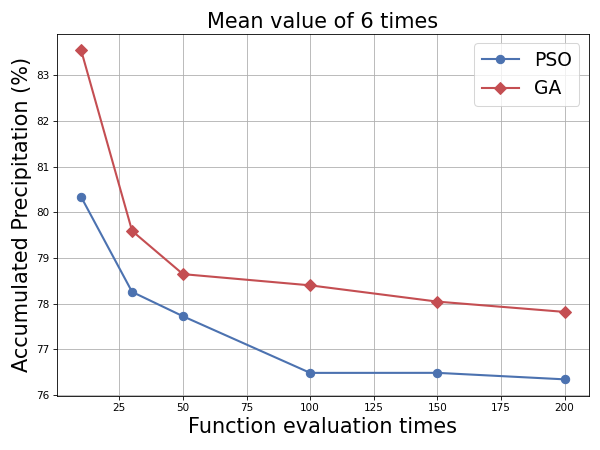 Mean value of 6 times
PSO
GA
Accumulated Precipitation (%)
83
82
81
80
79
78
77
76
25 50 75 100 125 150 175 200
Function evaluation times